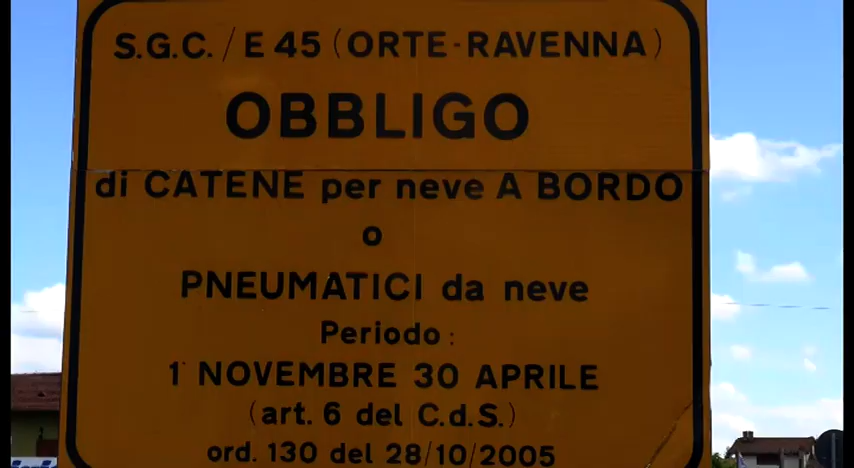 S.G.C. / E 45 (ORTE-RAVENNA)
OBBLIGO
di CATENE per neve A BORDO
o
PNEUMATICI da neve
Periodo :
1° NOVEMBRE 30 APRILE
(art. 6 del C.d.S.)
ord. 130 del 28/10/2005